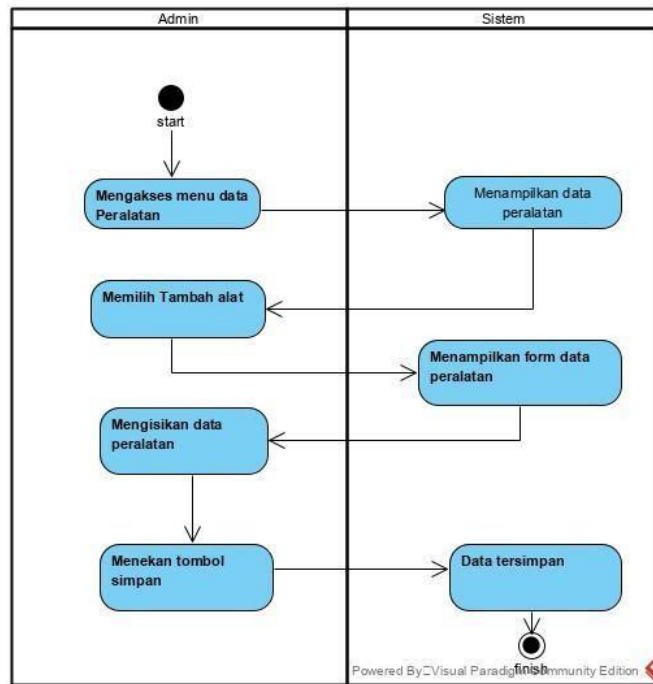 Admin
Sistem
start
Mengakses menu data
Peralatan
Menampilkan data
peralatan
Memilih Tambah alat
Menampilkan form data
peralatan
Mengisikan data
peralatan
Menekan tombol
simpan
Data tersimpan
finish
Powered By Visual Paradigm Community Edition